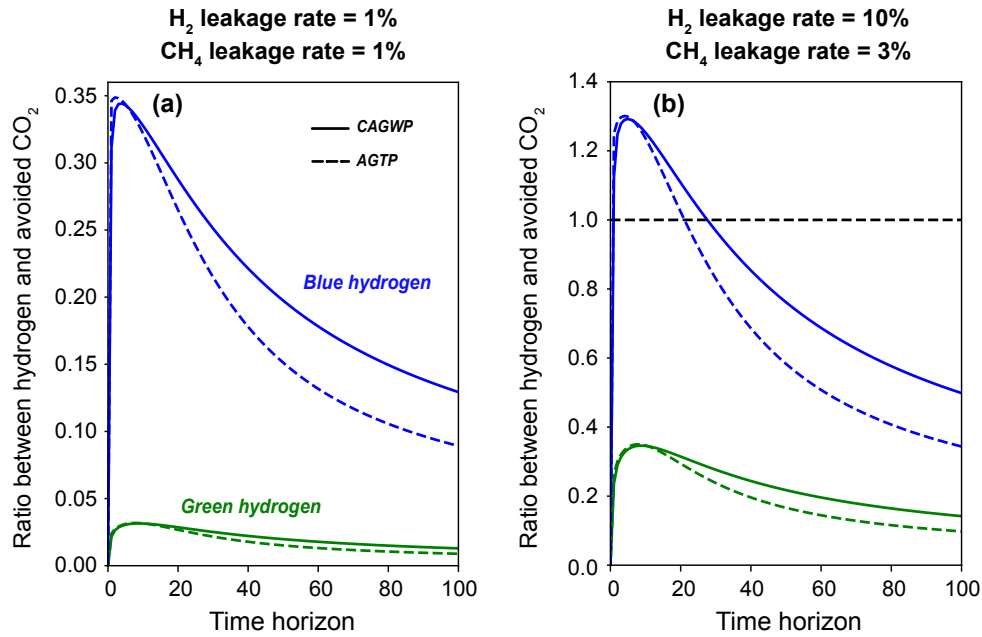 H₂ leakage rate = 1%
CH₄ leakage rate = 1%
(a)
CAGWP
AGTP
Blue hydrogen
Green hydrogen
Ratio between hydrogen and avoided CO₂
0.35
0.30
0.25
0.20
0.15
0.10
0.05
0.00
0 20 40 60 80 100
Time horizon
H₂ leakage rate = 10%
CH₄ leakage rate = 3%
(b)
Ratio between hydrogen and avoided CO₂
1.4
1.2
1.0
0.8
0.6
0.4
0.2
0.0
0 20 40 60 80 100
Time horizon